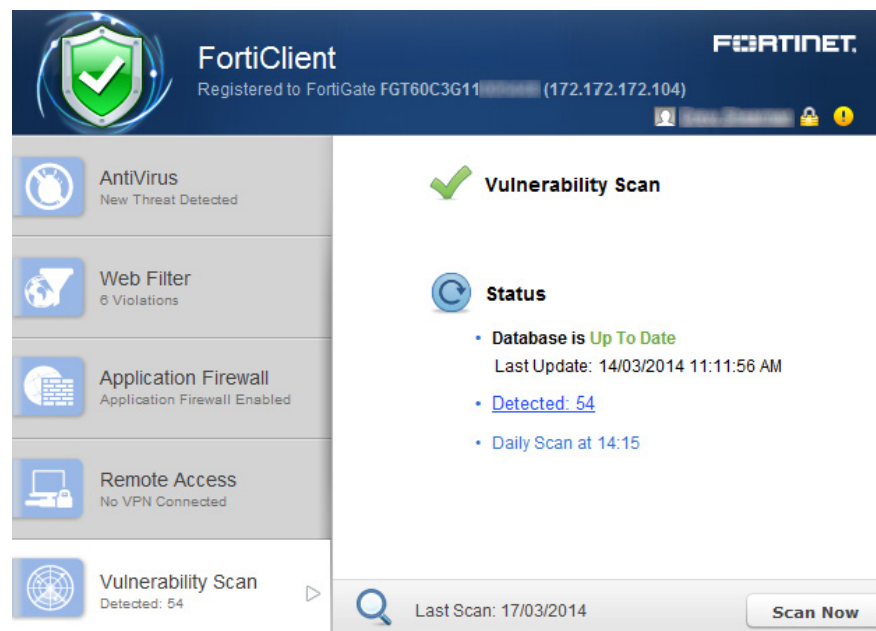 FortiClient
FORTINET.
Registered to FortiGate FGT60C3G11 (172.172.172.104)
AntiVirus
New Threat Detected
Web Filter
6 Violations
Application Firewall
Application Firewall Enabled
Remote Access
No VPN Connected
Vulnerability Scan
Detected: 54
Vulnerability Scan
Status
• Database is Up To Date
Last Update: 14/03/2014 11:11:56 AM
• Detected: 54
• Daily Scan at 14:15
Last Scan: 17/03/2014
Scan Now